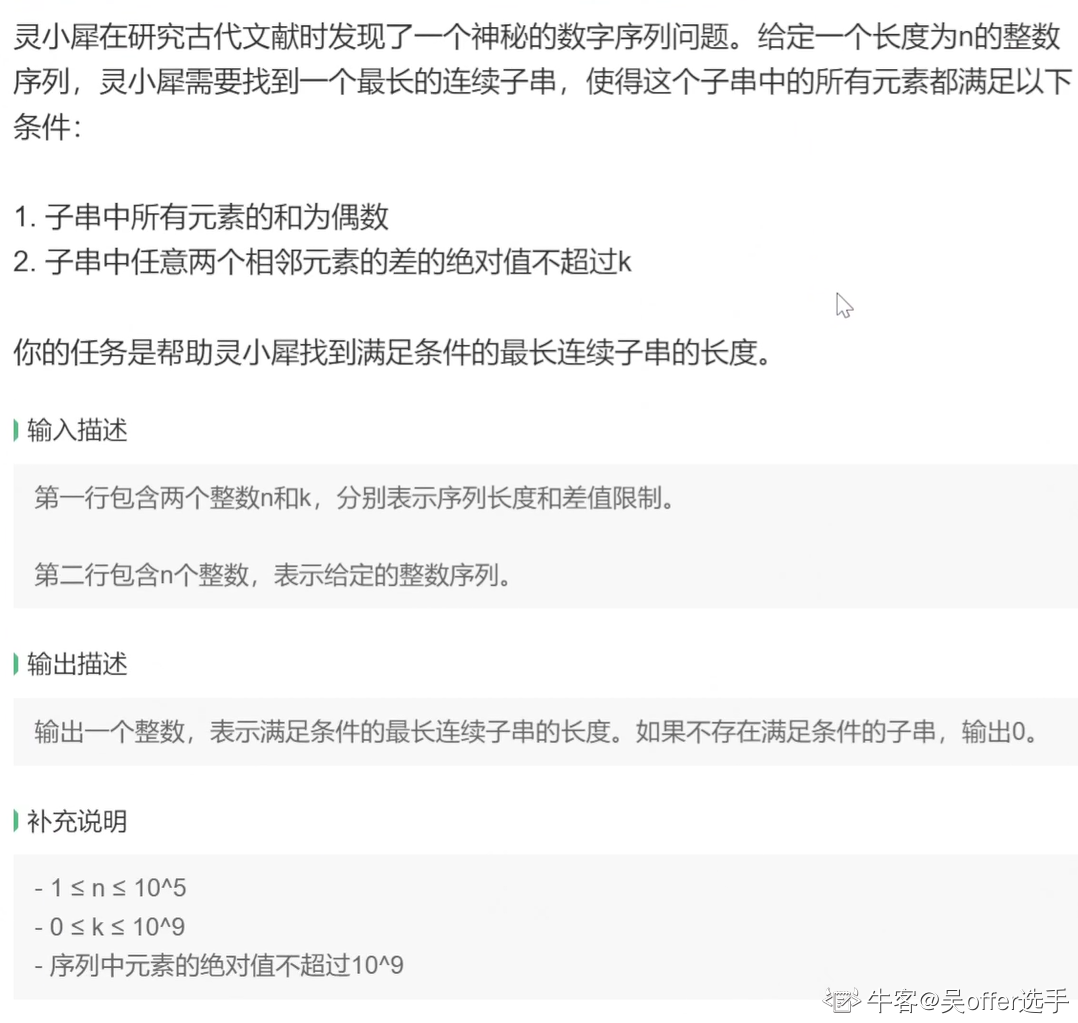 灵小犀在研究古代文献时发现了一个神秘的数字序列问题。给定一个长度为n的整数
序列，灵小犀需要找到一个最长的连续子串，使得这个子串中的所有元素都满足以下
条件：
1. 子串中所有元素的和为偶数
2. 子串中任意两个相邻元素的差的绝对值不超过k
你的任务是帮助灵小犀找到满足条件的最长连续子串的长度。
输入描述
第一行包含两个整数n和k，分别表示序列长度和差值限制。
第二行包含n个整数，表示给定的整数序列。
输出描述
输出一个整数，表示满足条件的最长连续子串的长度。如果不存在满足条件的子串，输出0。
补充说明
- 1 ≤ n ≤ 10^5
- 0 ≤ k ≤ 10^9
- 序列中元素的绝对值不超过10^9
牛客@吴offer选手